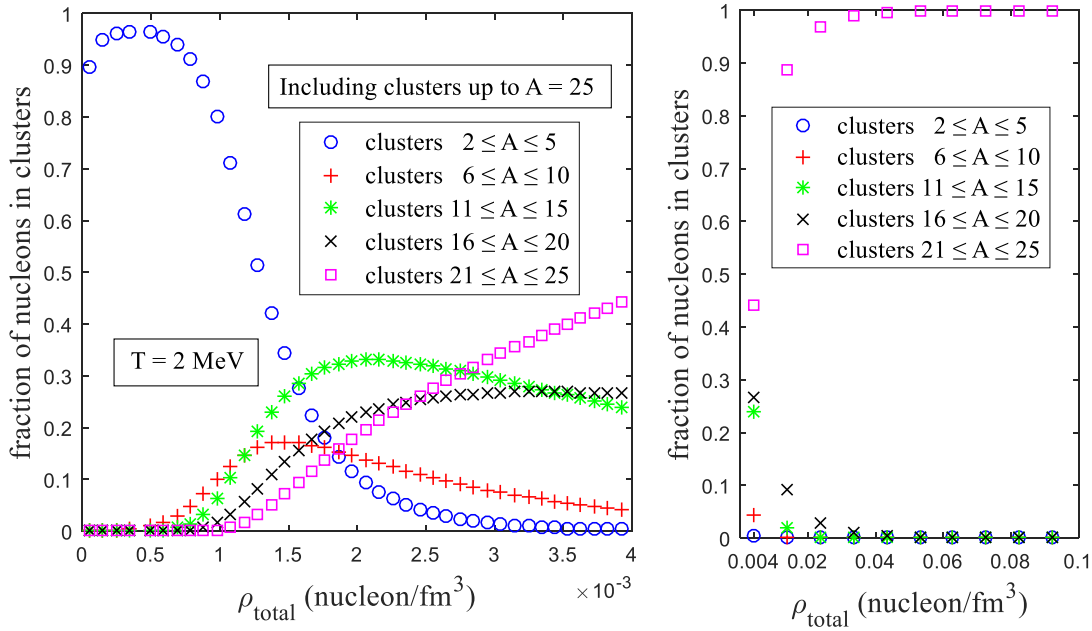 1
0.9
0.8
0.7
0.6
0.5
0.4
0.3
0.2
0.1
0
fraction of nucleons in clusters
Including clusters up to A = 25
clusters 2 ≤ A ≤ 5
clusters 6 ≤ A ≤ 10
clusters 11 ≤ A ≤ 15
clusters 16 ≤ A ≤ 20
clusters 21 ≤ A ≤ 25
T = 2 MeV
0 0.5 1 1.5 2 2.5 3 3.5 4
×10⁻³
ρ_total (nucleon/fm³)
1
0.9
0.8
0.7
0.6
0.5
0.4
0.3
0.2
0.1
0
fraction of nucleons in clusters
clusters 2 ≤ A ≤ 5
clusters 6 ≤ A ≤ 10
clusters 11 ≤ A ≤ 15
clusters 16 ≤ A ≤ 20
clusters 21 ≤ A ≤ 25
0.004 0.02 0.04 0.06 0.08 0.1
ρ_total (nucleon/fm³)